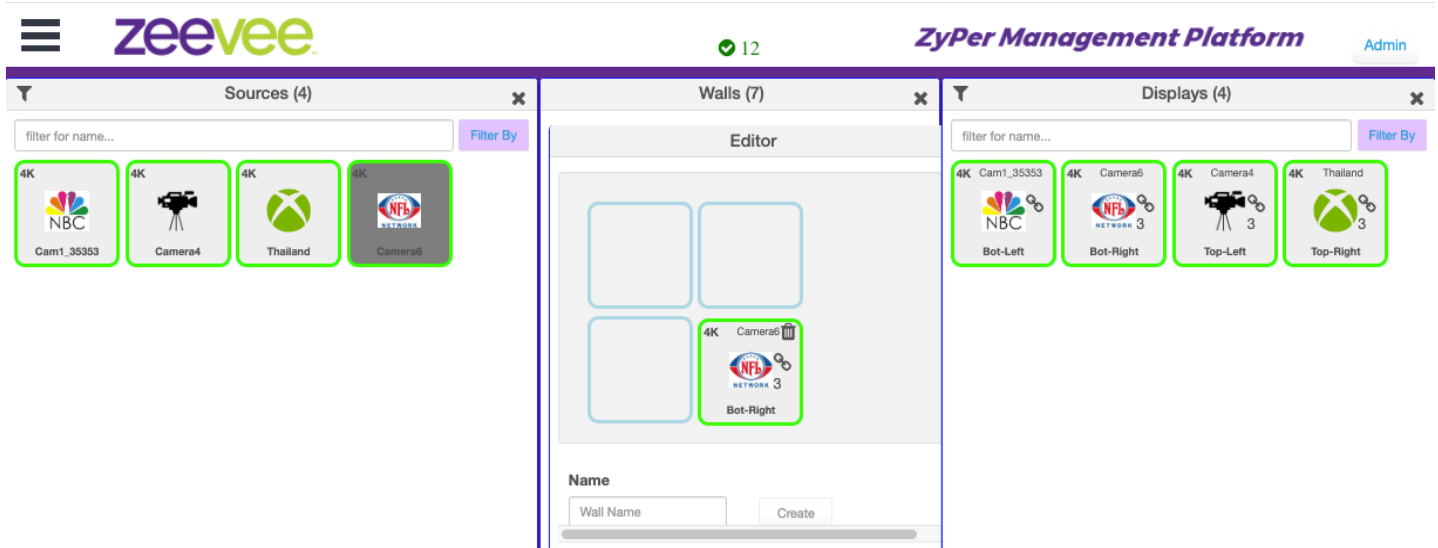 zeevee
12
ZyPer Management Platform
Admin
Sources (4)
filter for name...
Filter By
4K
NBC
Cam1_35353
4K
Camera4
4K
Thailand
4K
NFL
NETWORK
Camera6
Walls (7)
Editor
4K Camera6
NFL
NETWORK 3
Bot-Right
Name
Wall Name
Create
Displays (4)
filter for name...
Filter By
4K Cam1_35353
NBC
Bot-Left
4K Camera6
NFL
NETWORK 3
Bot-Right
4K Camera4
3
Top-Left
4K Thailand
3
Top-Right